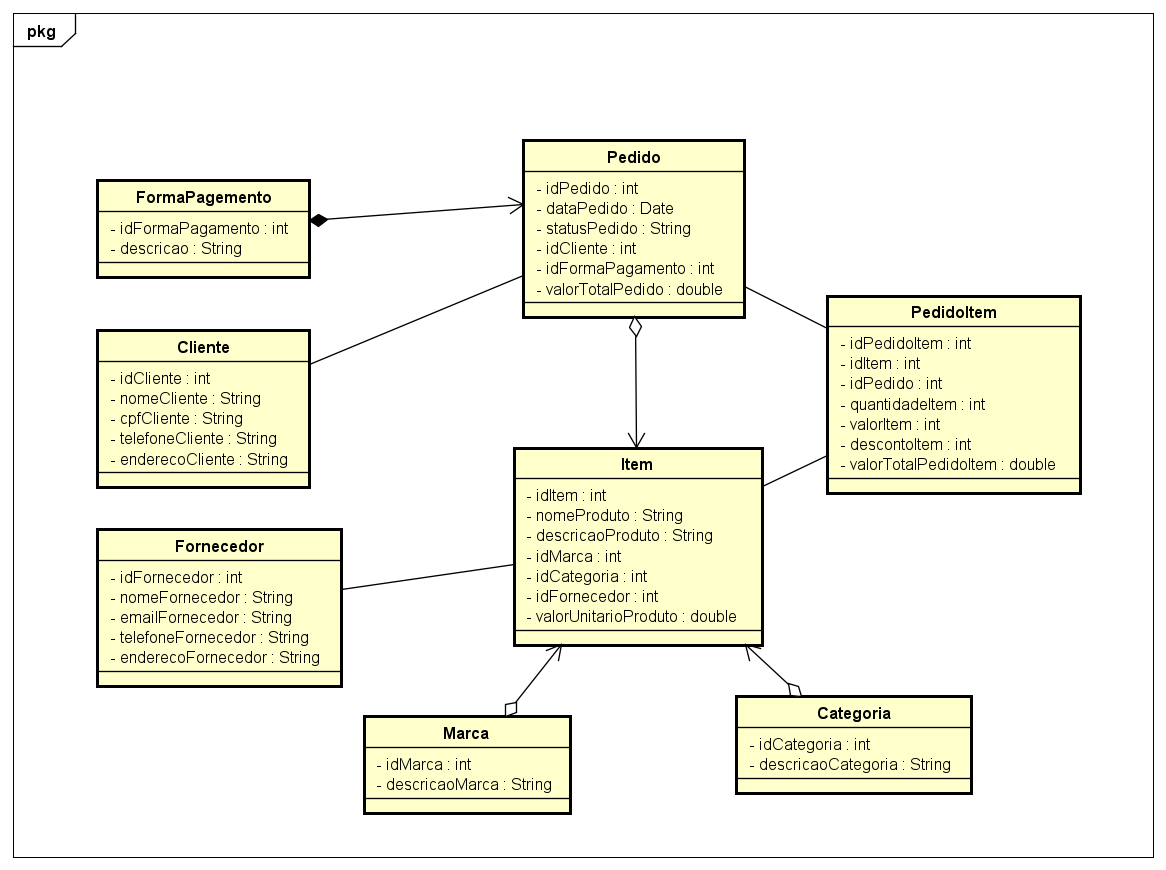 pkg
Pedido
- idPedido : int
- dataPedido : Date
- statusPedido : String
- idCliente : int
- idFormaPagamento : int
- valorTotalPedido : double
FormaPagemento
- idFormaPagamento : int
- descricao : String
PedidoItem
- idPedidoItem : int
- idItem : int
- idPedido : int
- quantidadeItem : int
- valorItem : int
- descontoItem : int
- valorTotalPedidoItem : double
Cliente
- idCliente : int
- nomeCliente : String
- cpfCliente : String
- telefoneCliente : String
- enderecoCliente : String
Item
- idItem : int
- nomeProduto : String
- descricaoProduto : String
- idMarca : int
- idCategoria : int
- idFornecedor : int
- valorUnitarioProduto : double
Fornecedor
- idFornecedor : int
- nomeFornecedor : String
- emailFornecedor : String
- telefoneFornecedor : String
- enderecoFornecedor : String
Marca
- idMarca : int
- descricaoMarca : String
Categoria
- idCategoria : int
- descricaoCategoria : String